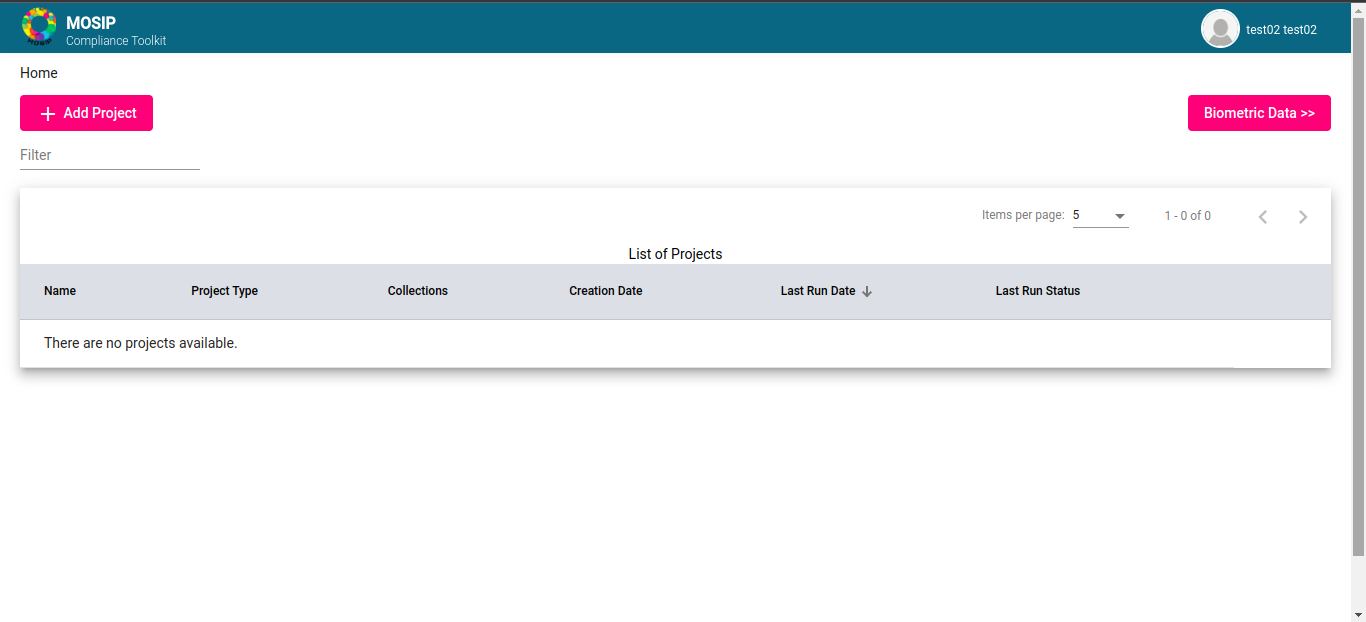 MOSIP
Compliance Toolkit
test02 test02
Home
Add Project
Biometric Data >>
Filter
Items per page: 5 1 - 0 of 0
List of Projects
Name Project Type Collections Creation Date Last Run Date Last Run Status
There are no projects available.